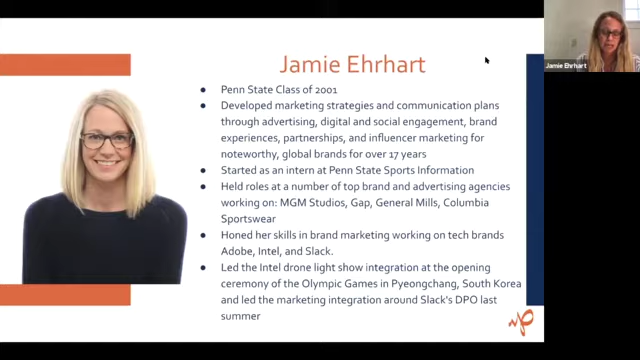 Jamie Ehrhart
Penn State Class of 2001
Developed marketing strategies and communication plans
through advertising, digital and social engagement, brand
experiences, partnerships, and influencer marketing for
noteworthy, global brands for over 17 years
Started as an intern at Penn State Sports Information
Held roles at a number of top brand and advertising agencies
working on: MGM Studios, Gap, General Mills, Columbia
Sportswear
Honed her skills in brand marketing working on tech brands
Adobe, Intel, and Slack.
Led the Intel drone light show integration at the opening
ceremony of the Olympic Games in Pyeongchang, South Korea
and led the marketing integration around Slack's DPO last
summer
Jamie Ehrhart